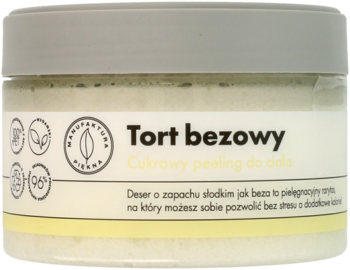 MANUFAKTURA
PIĘKNA
Tort bezowy
Cukrowy peeling do ciała
Deser o zapachu słodkim jak beza to pielęgnacyjny rarytas,
na który możesz sobie pozwolić bez stresu o dodatkowe kalorie!
96%